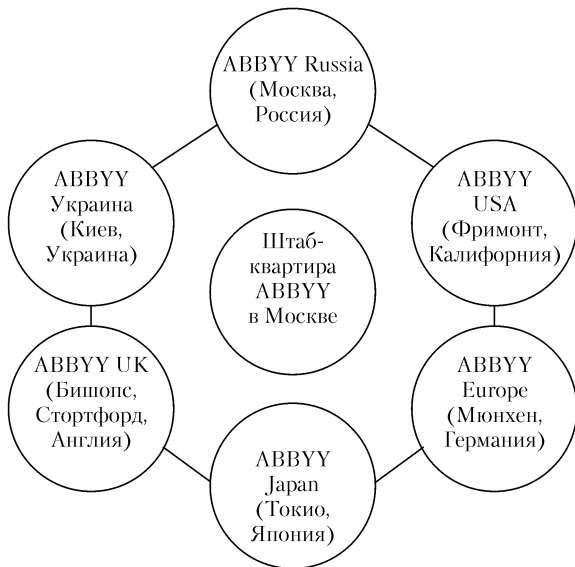 ABBYY Russia
(Москва,
Россия)
ABBYY
Украина
(Киев,
Украина)
ABBYY
USA
(Фримонт,
Калифорния)
Штаб-
квартира
ABBYY
в Москве
ABBYY UK
(Бишопс,
Стортфорд,
Англия)
ABBYY
Europe
(Мюнхен,
Германия)
ABBYY
Japan
(Токио,
Япония)